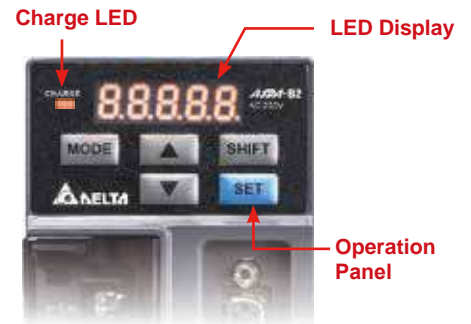 Charge LED
LED Display
CHARGE
8.8.8.8.8.
ASDA-B2
AC 220V
MODE
SHIFT
DELTA
SET
Operation
Panel